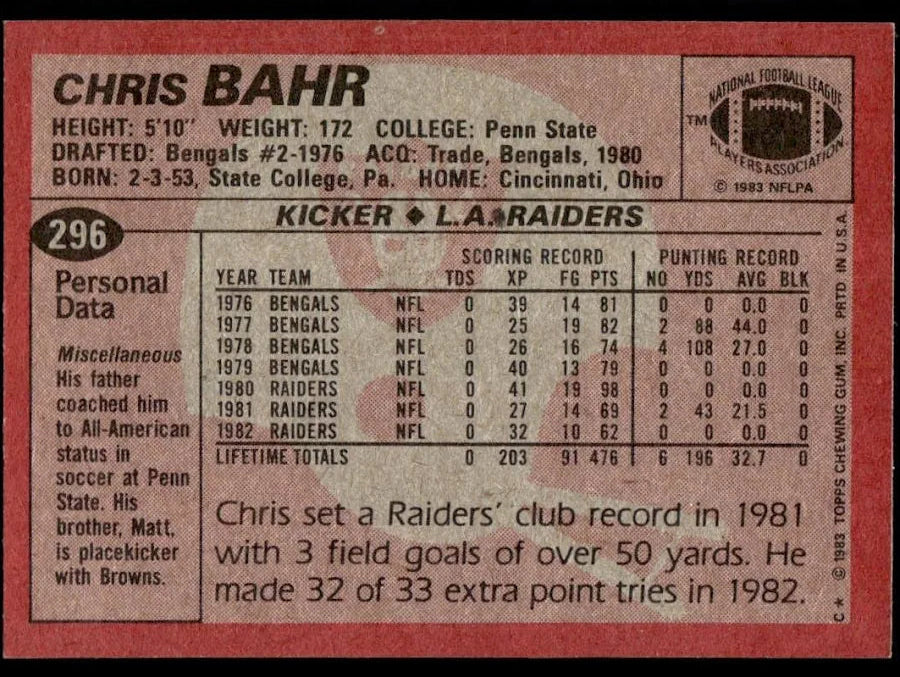 CHRIS BAHR
HEIGHT: 5'10" WEIGHT: 172 COLLEGE: Penn State
DRAFTED: Bengals #2-1976 ACQ: Trade, Bengals, 1980
BORN: 2-3-53, State College, Pa. HOME: Cincinnati, Ohio
NATIONAL FOOTBALL LEAGUE
TM
PLAYERS ASSOCIATION
© 1983 NFLPA
KICKER ♦ L.A. RAIDERS
296
Personal
Data
Miscellaneous
His father
coached him
to All-American
status in
soccer at Penn
State. His
brother, Matt,
is placekicker
with Browns.
SCORING RECORD PUNTING RECORD
YEAR TEAM TDS XP FG PTS NO YDS AVG BLK
1976 BENGALS NFL 0 39 14 81 0 0 0.0 0
1977 BENGALS NFL 0 25 19 82 2 88 44.0 0
1978 BENGALS NFL 0 26 16 74 4 108 27.0 0
1979 BENGALS NFL 0 40 13 79 0 0 0.0 0
1980 RAIDERS NFL 0 41 19 98 0 0 0.0 0
1981 RAIDERS NFL 0 27 14 69 2 43 21.5 0
1982 RAIDERS NFL 0 32 10 62 0 0 0.0 0
LIFETIME TOTALS 0 203 91 476 6 196 32.7 0
Chris set a Raiders' club record in 1981
with 3 field goals of over 50 yards. He
made 32 of 33 extra point tries in 1982.
C* © 1983 TOPPS CHEWING GUM, INC. PRTD. IN U.S.A.